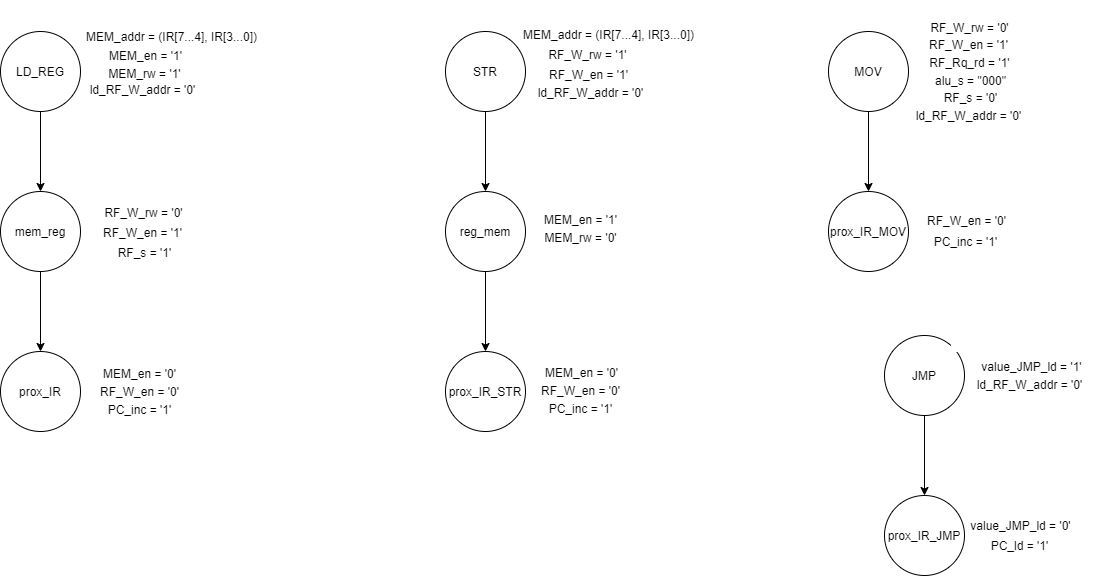 LD_REG
MEM_addr = (IR[7...4], IR[3...0])
MEM_en = '1'
MEM_rw = '1'
ld_RF_W_addr = '0'
mem_reg
RF_W_rw = '0'
RF_W_en = '1'
RF_s = '1'
prox_IR
MEM_en = '0'
RF_W_en = '0'
PC_inc = '1'
STR
MEM_addr = (IR[7...4], IR[3...0])
RF_W_rw = '1'
RF_W_en = '1'
ld_RF_W_addr = '0'
reg_mem
MEM_en = '1'
MEM_rw = '0'
prox_IR_STR
MEM_en = '0'
RF_W_en = '0'
PC_inc = '1'
MOV
RF_W_rw = '0'
RF_W_en = '1'
RF_Rq_rd = '1'
alu_s = "000"
RF_s = '0'
ld_RF_W_addr = '0'
prox_IR_MOV
RF_W_en = '0'
PC_inc = '1'
JMP
value_JMP_ld = '1'
ld_RF_W_addr = '0'
prox_IR_JMP
value_JMP_ld = '0'
PC_ld = '1'